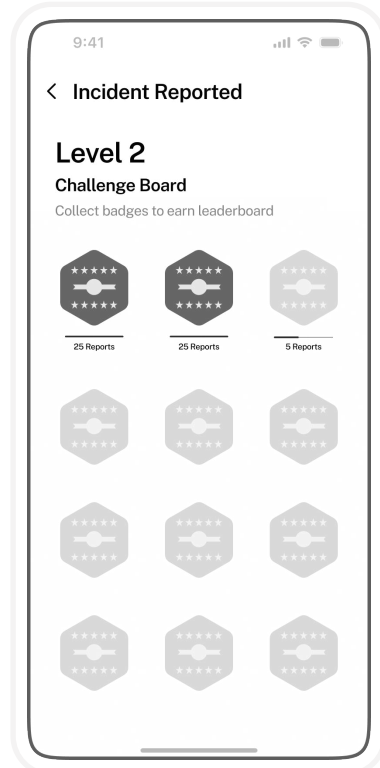 9:41
Incident Reported
Level 2
Challenge Board
Collect badges to earn leaderboard
25 Reports
25 Reports
5 Reports